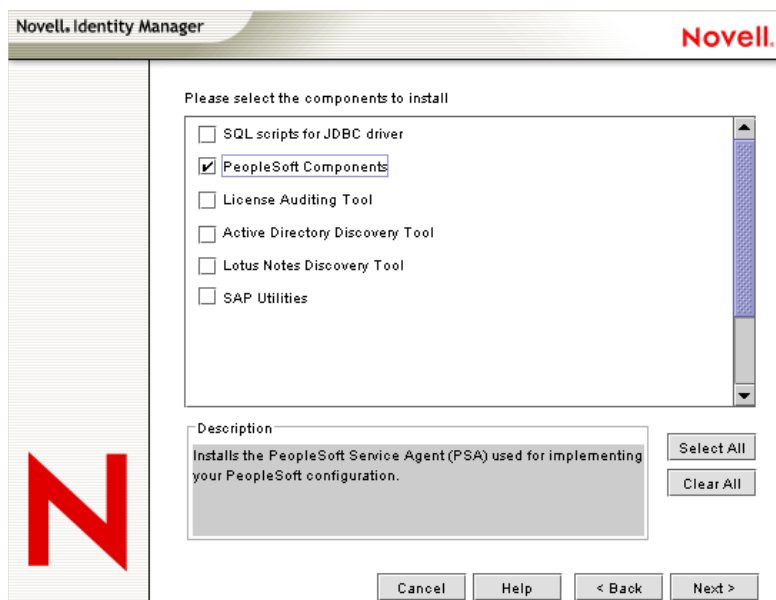 Novell. Identity Manager
Novell.
Please select the components to install
SQL scripts for JDBC driver
PeopleSoft Components
License Auditing Tool
Active Directory Discovery Tool
Lotus Notes Discovery Tool
SAP Utilities
Description
Installs the PeopleSoft Service Agent (PSA) used for implementing
your PeopleSoft configuration.
Select All
Clear All
N
Cancel Help < Back Next >